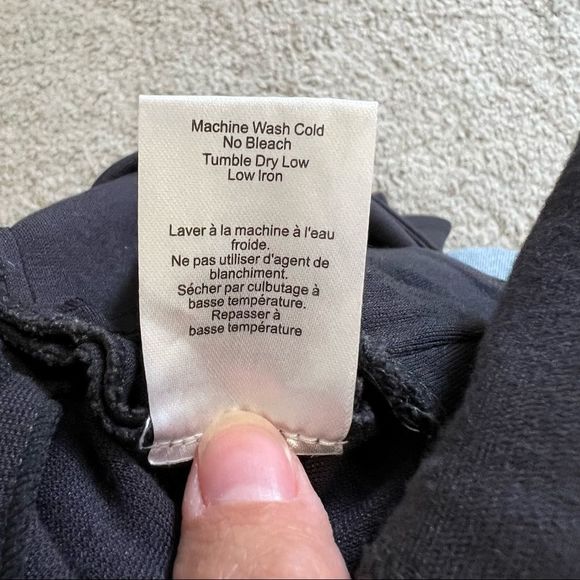 Machine Wash Cold
No Bleach
Tumble Dry Low
Low Iron
Laver à la machine à l'eau
froide.
Ne pas utiliser d'agent de
blanchiment.
Sécher par culbutage à
basse température.
Repasser à
basse température